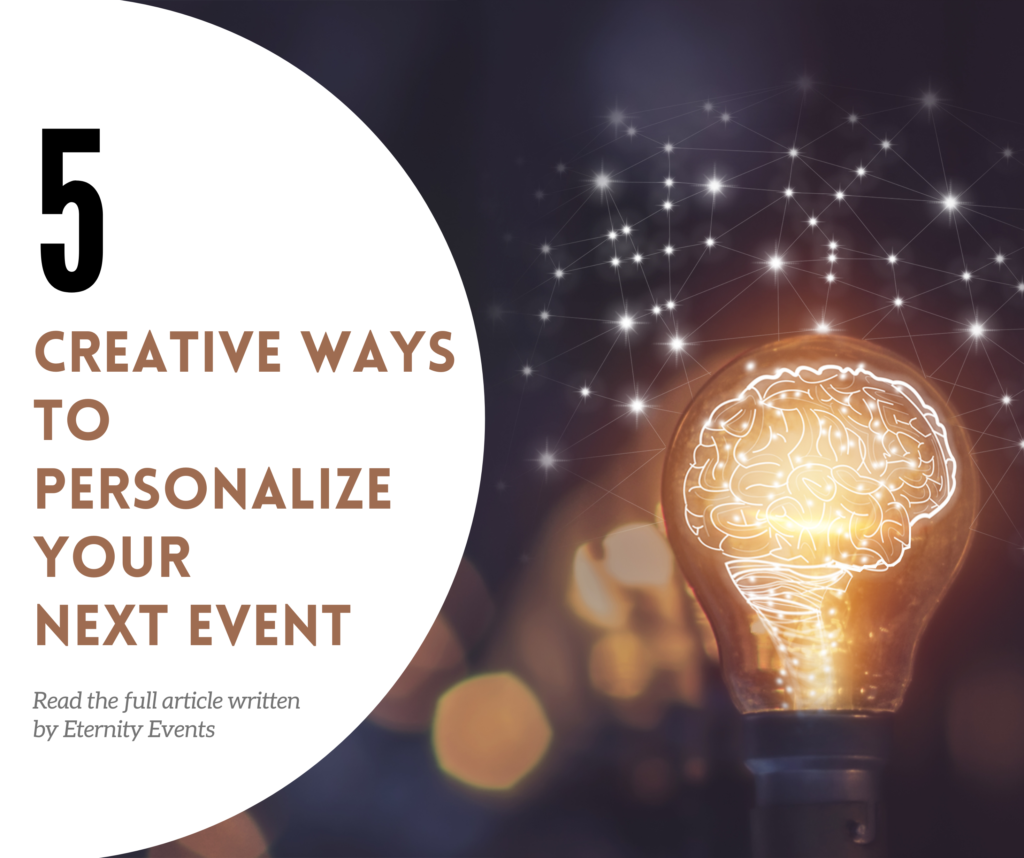 5
CREATIVE WAYS
TO
PERSONALIZE
YOUR
NEXT EVENT
Read the full article written
by Eternity Events